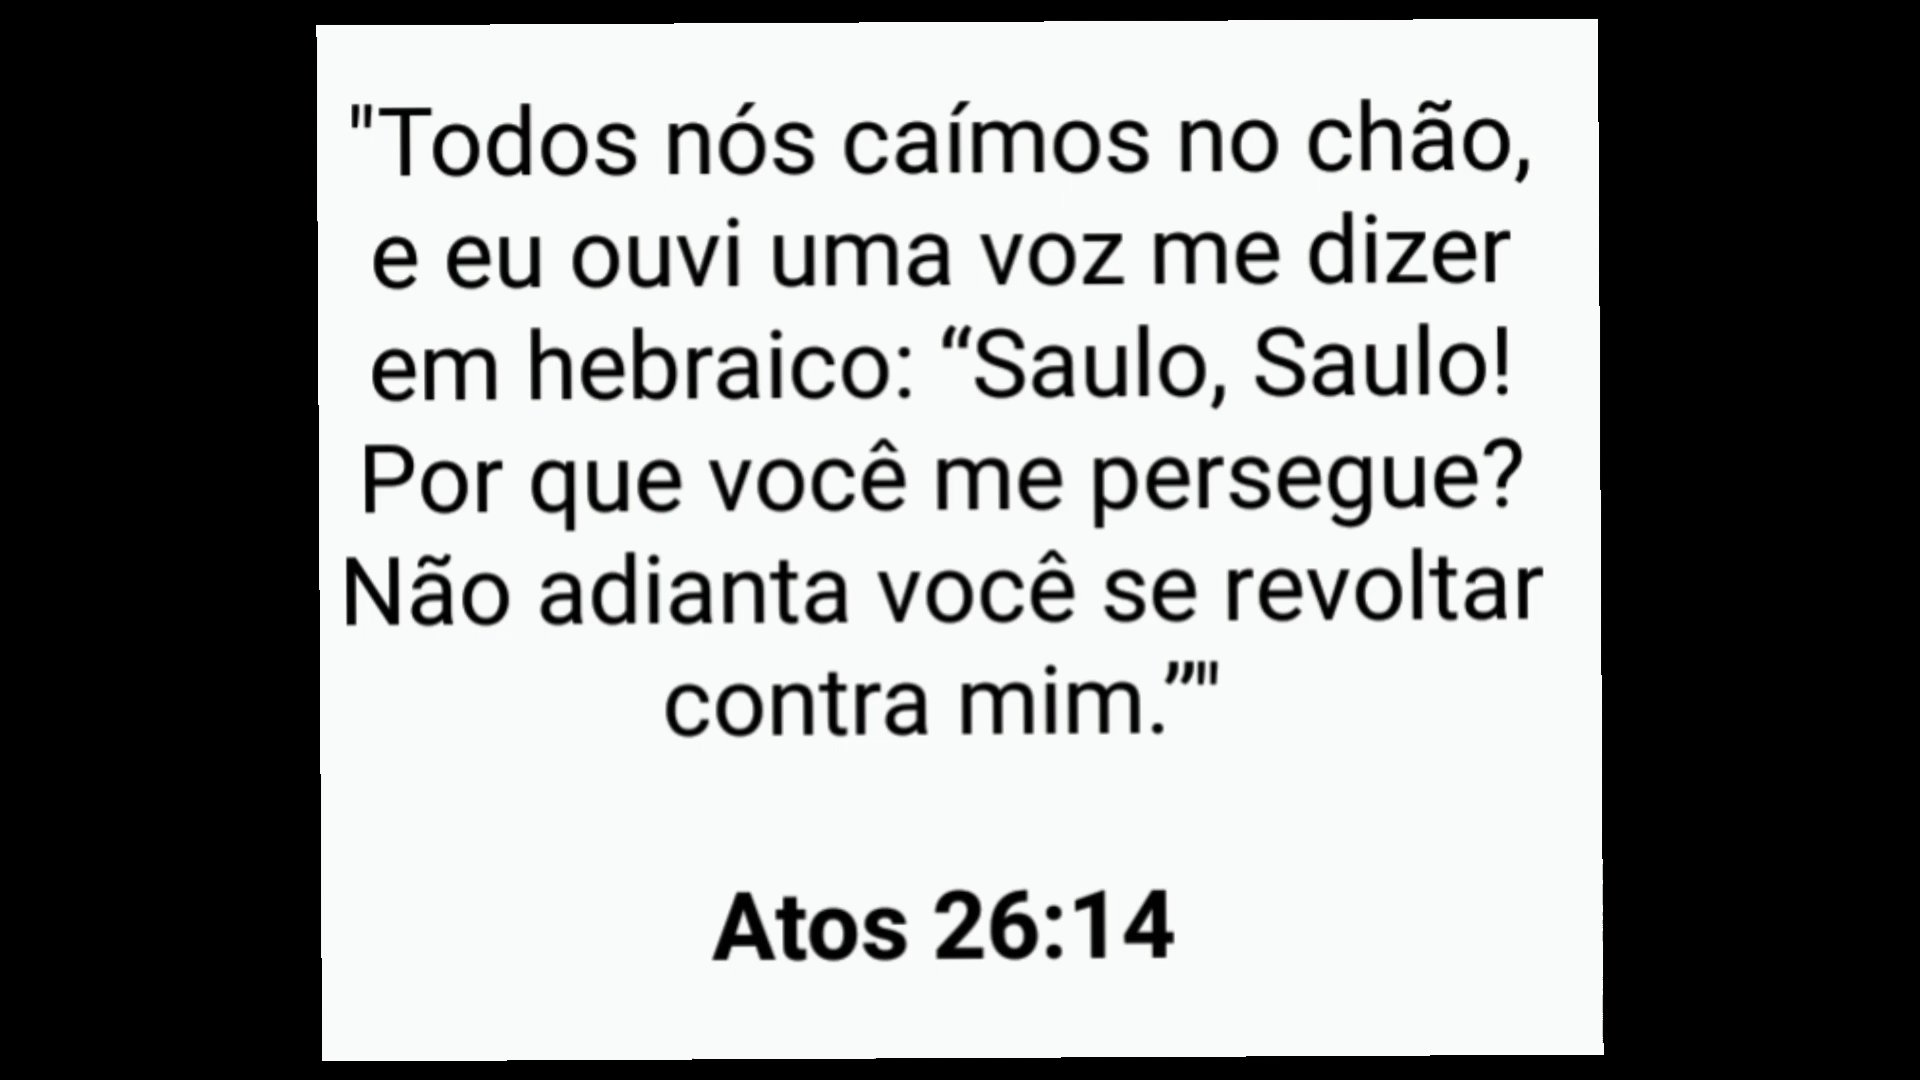 "Todos nós caímos no chão,
e eu ouvi uma voz me dizer
em hebraico: “Saulo, Saulo!
Por que você me persegue?
Não adianta você se revoltar
contra mim.”"
Atos 26:14